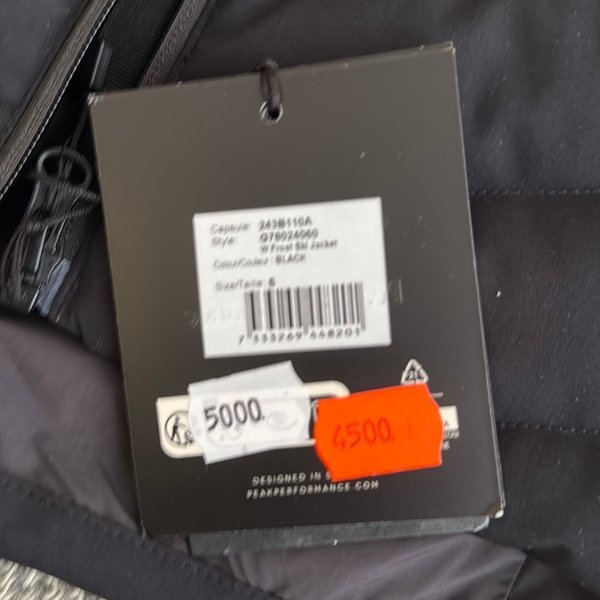 Capsule: 243B110A
Style: G78024060
W Frost Ski Jacket
Colour/Couleur: BLACK
Size/Taille: S
7 333269 448201
5000
4500
DESIGNED IN
PEAKPERFORMANCE.COM